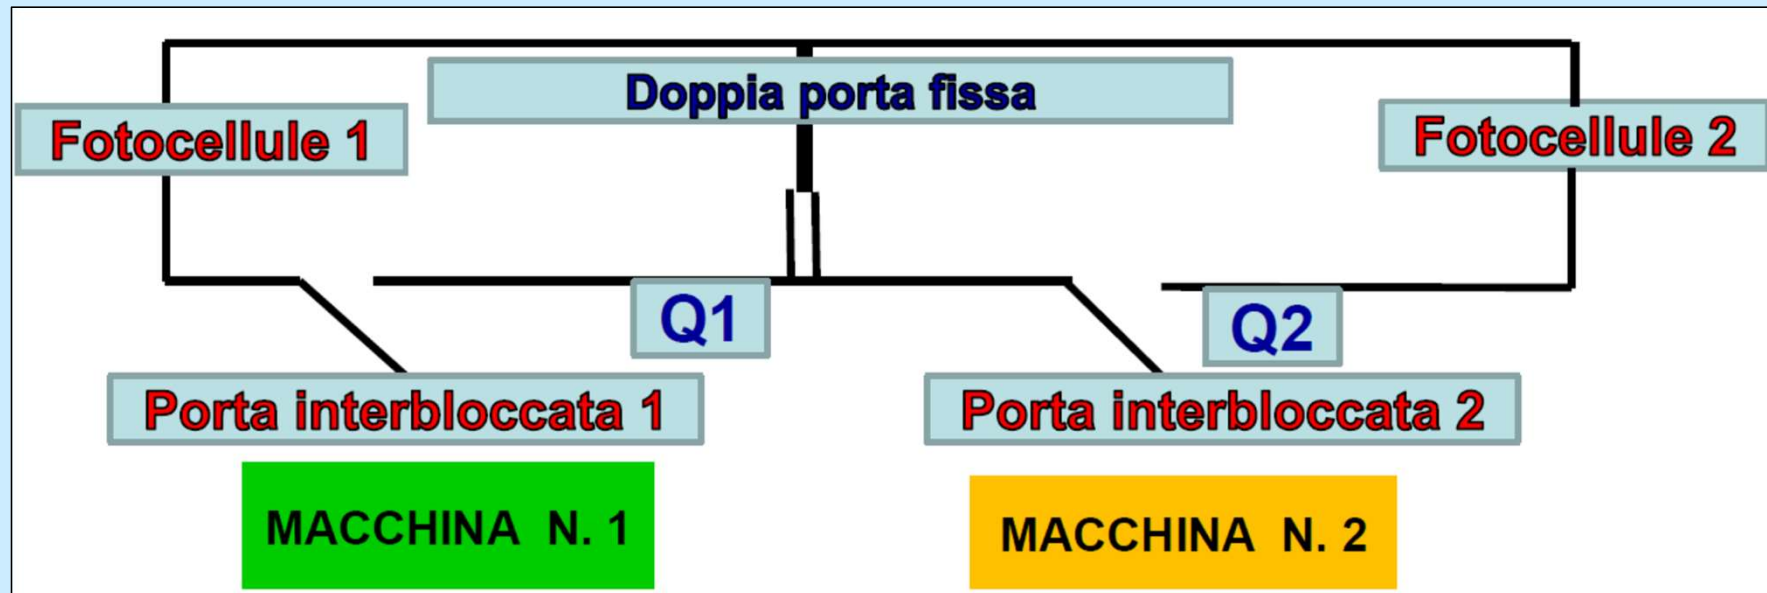 Doppia porta fissa
Fotocellule 1
Fotocellule 2
Q1
Q2
Porta interbloccata 1
Porta interbloccata 2
MACCHINA N. 1
MACCHINA N. 2